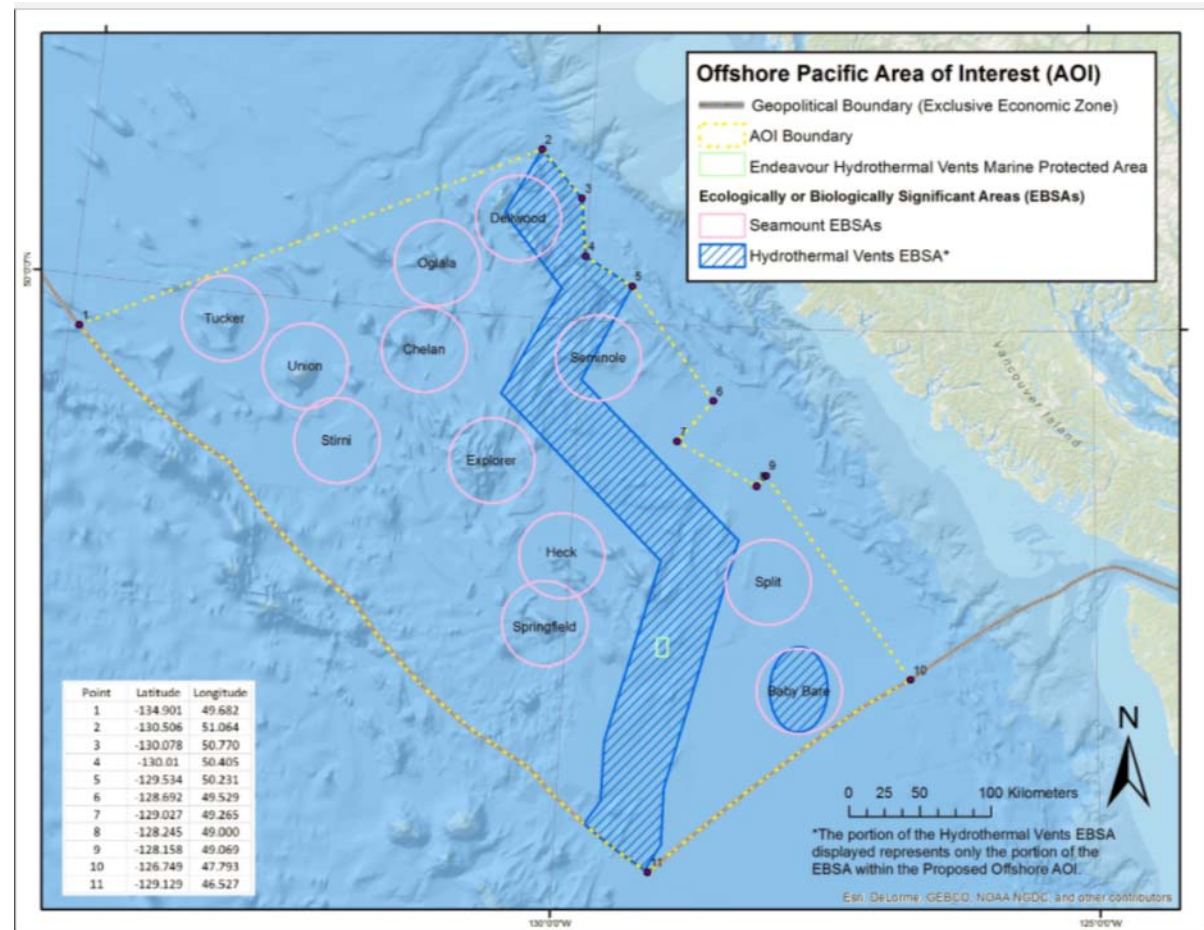 Offshore Pacific Area of Interest (AOI)
Geopolitical Boundary (Exclusive Economic Zone)
AOI Boundary
Endeavour Hydrothermal Vents Marine Protected Area
Ecologically or Biologically Significant Areas (EBSAs)
Seamount EBSAs
Hydrothermal Vents EBSA*
50°0'0"N
1
2
3
4
5
6
7
8
9
10
11
Dellwood
Oglala
Tucker
Chelan
Union
Seminole
Stirni
Explorer
Heck
Split
Springfield
Baby Bare
Vancouver Island
Point Latitude Longitude
1 -134.901 49.682
2 -130.506 51.064
3 -130.078 50.770
4 -130.01 50.405
5 -129.534 50.231
6 -128.692 49.529
7 -129.027 49.265
8 -128.245 49.000
9 -128.158 49.069
10 -126.749 47.793
11 -129.129 46.527
N
0 25 50 100 Kilometers
*The portion of the Hydrothermal Vents EBSA
displayed represents only the portion of the
EBSA within the Proposed Offshore AOI.
Esri, DeLorme, GEBCO, NOAA NGDC, and other contributors
130°0'0"W
125°0'0"W